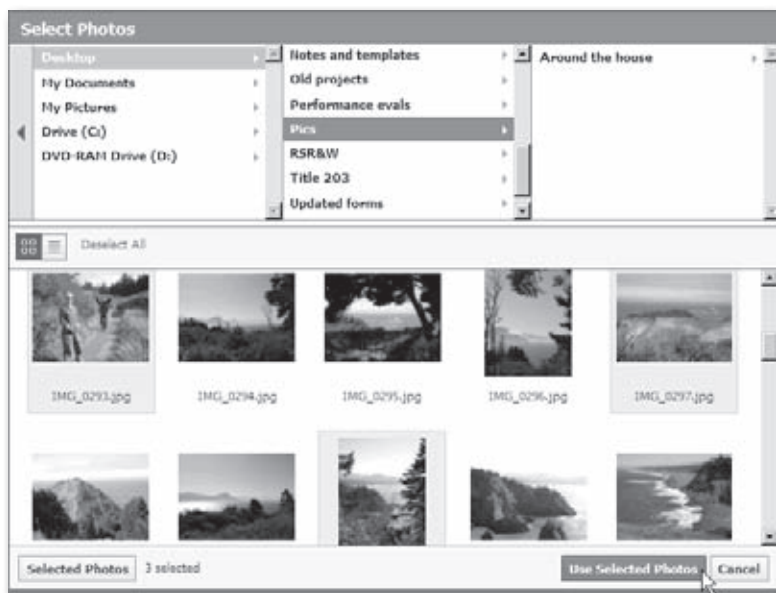 Select Photos
Desktop
My Documents
My Pictures
Drive (C:)
DVD-RAM Drive (D:)
Notes and templates
Old projects
Performance evals
Pics
RSR&W
Title 203
Updated forms
Around the house
Deselect All
IMG_0293.jpg
IMG_0294.jpg
IMG_0295.jpg
IMG_0296.jpg
IMG_0297.jpg
Selected Photos
3 selected
Use Selected Photos
Cancel